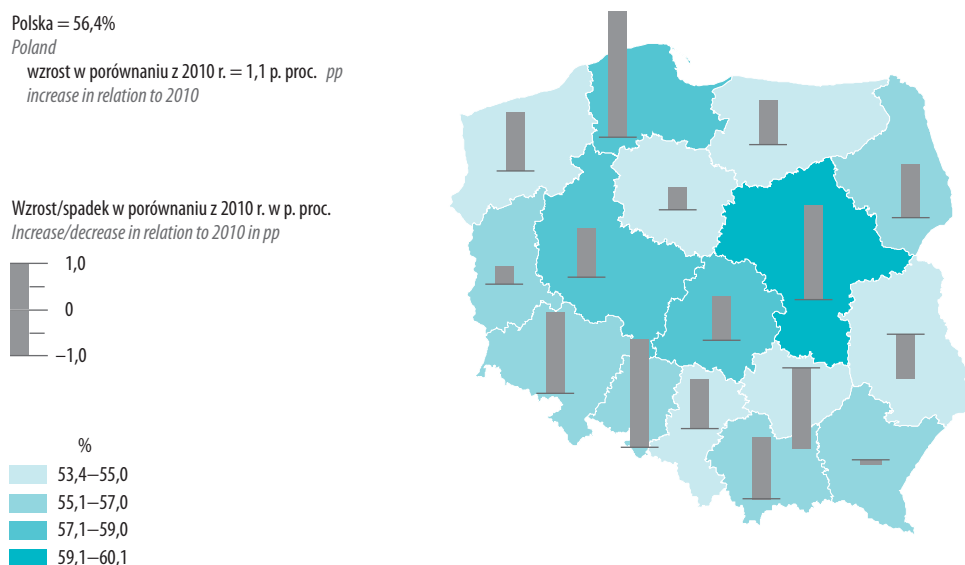 Polska = 56,4%
Poland
wzrost w porównaniu z 2010 r. = 1,1 p. proc. pp
increase in relation to 2010
Wzrost/spadek w porównaniu z 2010 r. w p. proc.
Increase/decrease in relation to 2010 in pp
1,0
0
–1,0
%
53,4–55,0
55,1–57,0
57,1–59,0
59,1–60,1